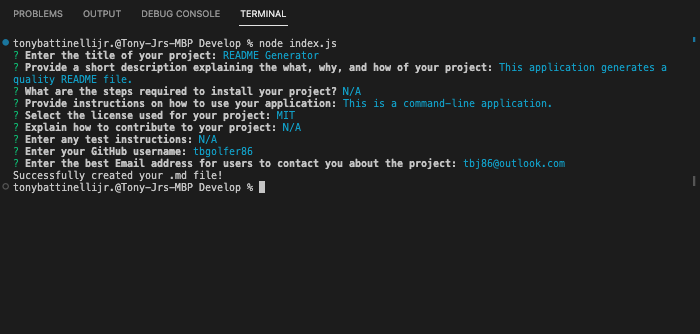 PROBLEMS OUTPUT DEBUG CONSOLE TERMINAL
tonybattinellijr.@Tony-Jrs-MBP Develop % node index.js
? Enter the title of your project: README Generator
? Provide a short description explaining the what, why, and how of your project: This application generates a
quality README file.
? What are the steps required to install your project? N/A
? Provide instructions on how to use your application: This is a command-line application.
? Select the license used for your project: MIT
? Explain how to contribute to your project: N/A
? Enter any test instructions: N/A
? Enter your GitHub username: tbgolfer86
? Enter the best Email address for users to contact you about the project: tbj86@outlook.com
Successfully created your .md file!
tonybattinellijr.@Tony-Jrs-MBP Develop %